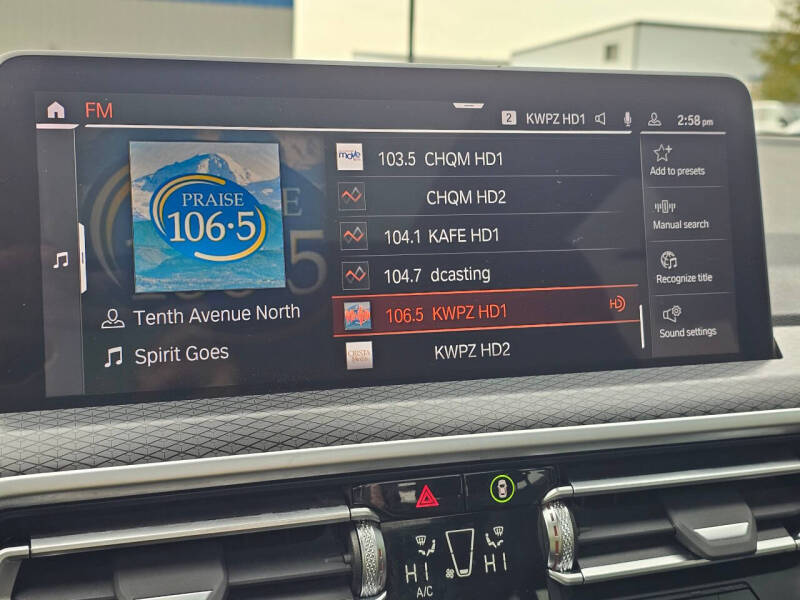 FM
2 KWPZ HD1 2:58 pm
PRAISE
106·5
Tenth Avenue North
Spirit Goes
move
103.5 CHQM HD1
CHQM HD2
104.1 KAFE HD1
104.7 dcasting
106.5 KWPZ HD1
CRISTA
KWPZ HD2
Add to presets
Manual search
Recognize title
Sound settings
HI
HI
A/C